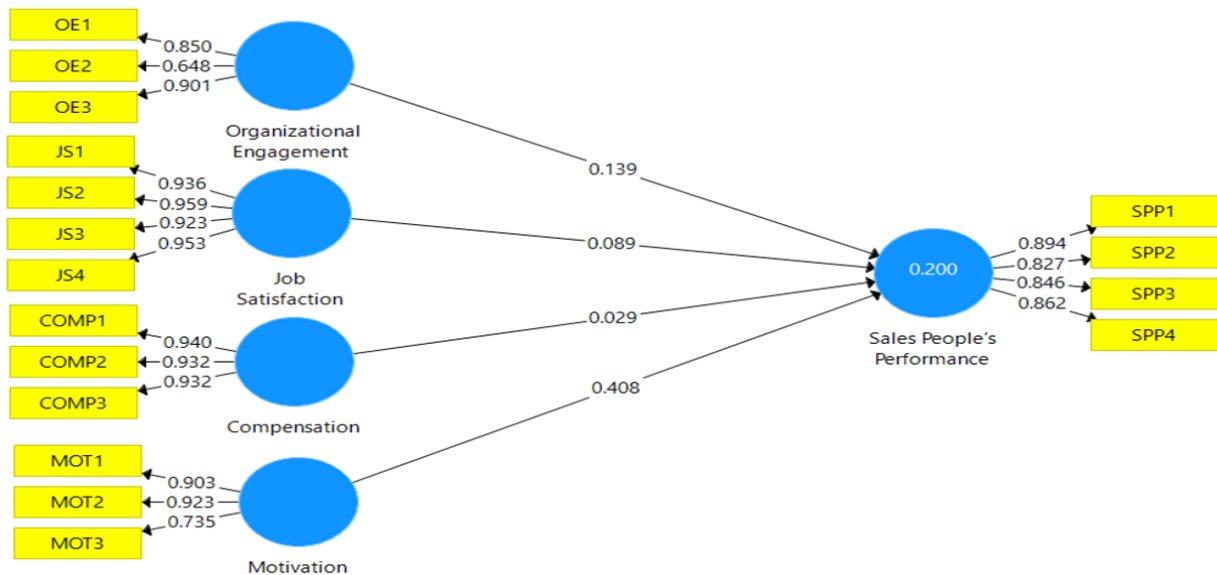 OE1
0.850
OE2
0.648
OE3
0.901
Organizational
Engagement
JS1
0.936
JS2
0.959
JS3
0.923
JS4
0.953
Job
Satisfaction
COMP1
0.940
COMP2
0.932
COMP3
0.932
Compensation
MOT1
0.903
MOT2
0.923
MOT3
0.735
Motivation
0.139
0.089
0.029
0.408
0.200
Sales People’s
Performance
SPP1
0.894
SPP2
0.827
SPP3
0.846
SPP4
0.862